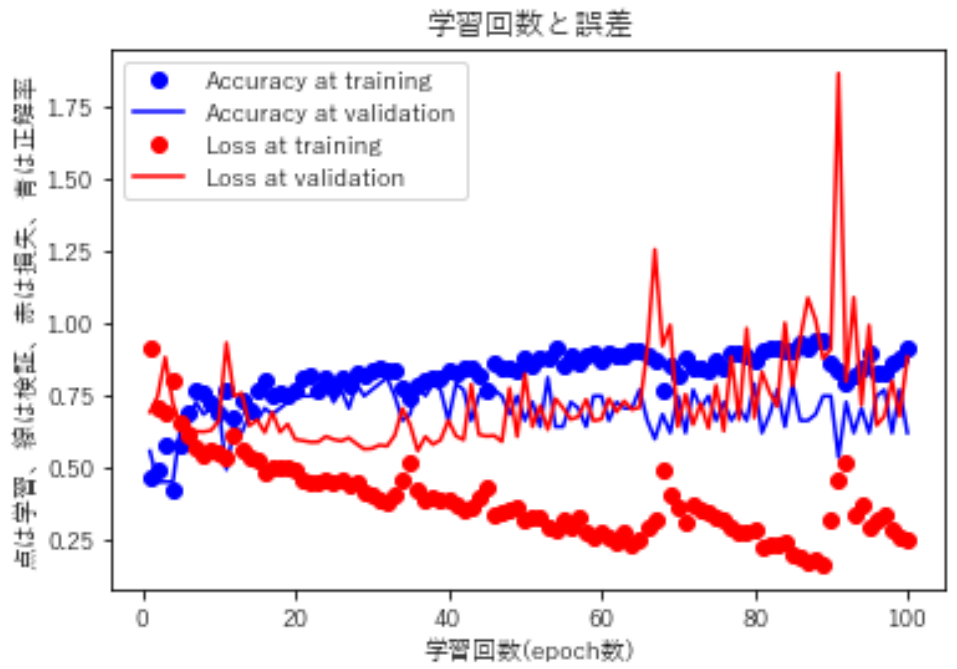 学習回数と誤差
Accuracy at training
Accuracy at validation
Loss at training
Loss at validation
点は学習、線は検証、赤は損失、青は正解率
1.75
1.50
1.25
1.00
0.75
0.50
0.25
0 20 40 60 80 100
学習回数(epoch数)